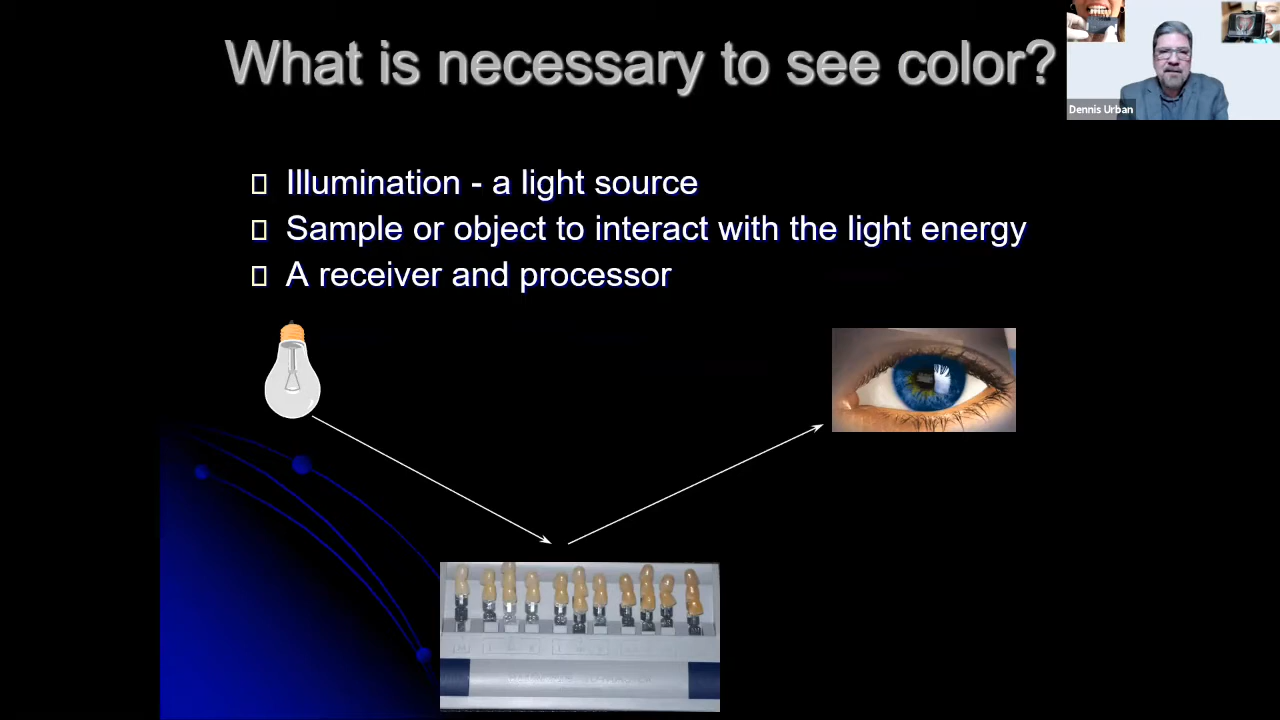 What is necessary to see color?
Dennis Urban
Illumination - a light source
Sample or object to interact with the light energy
A receiver and processor